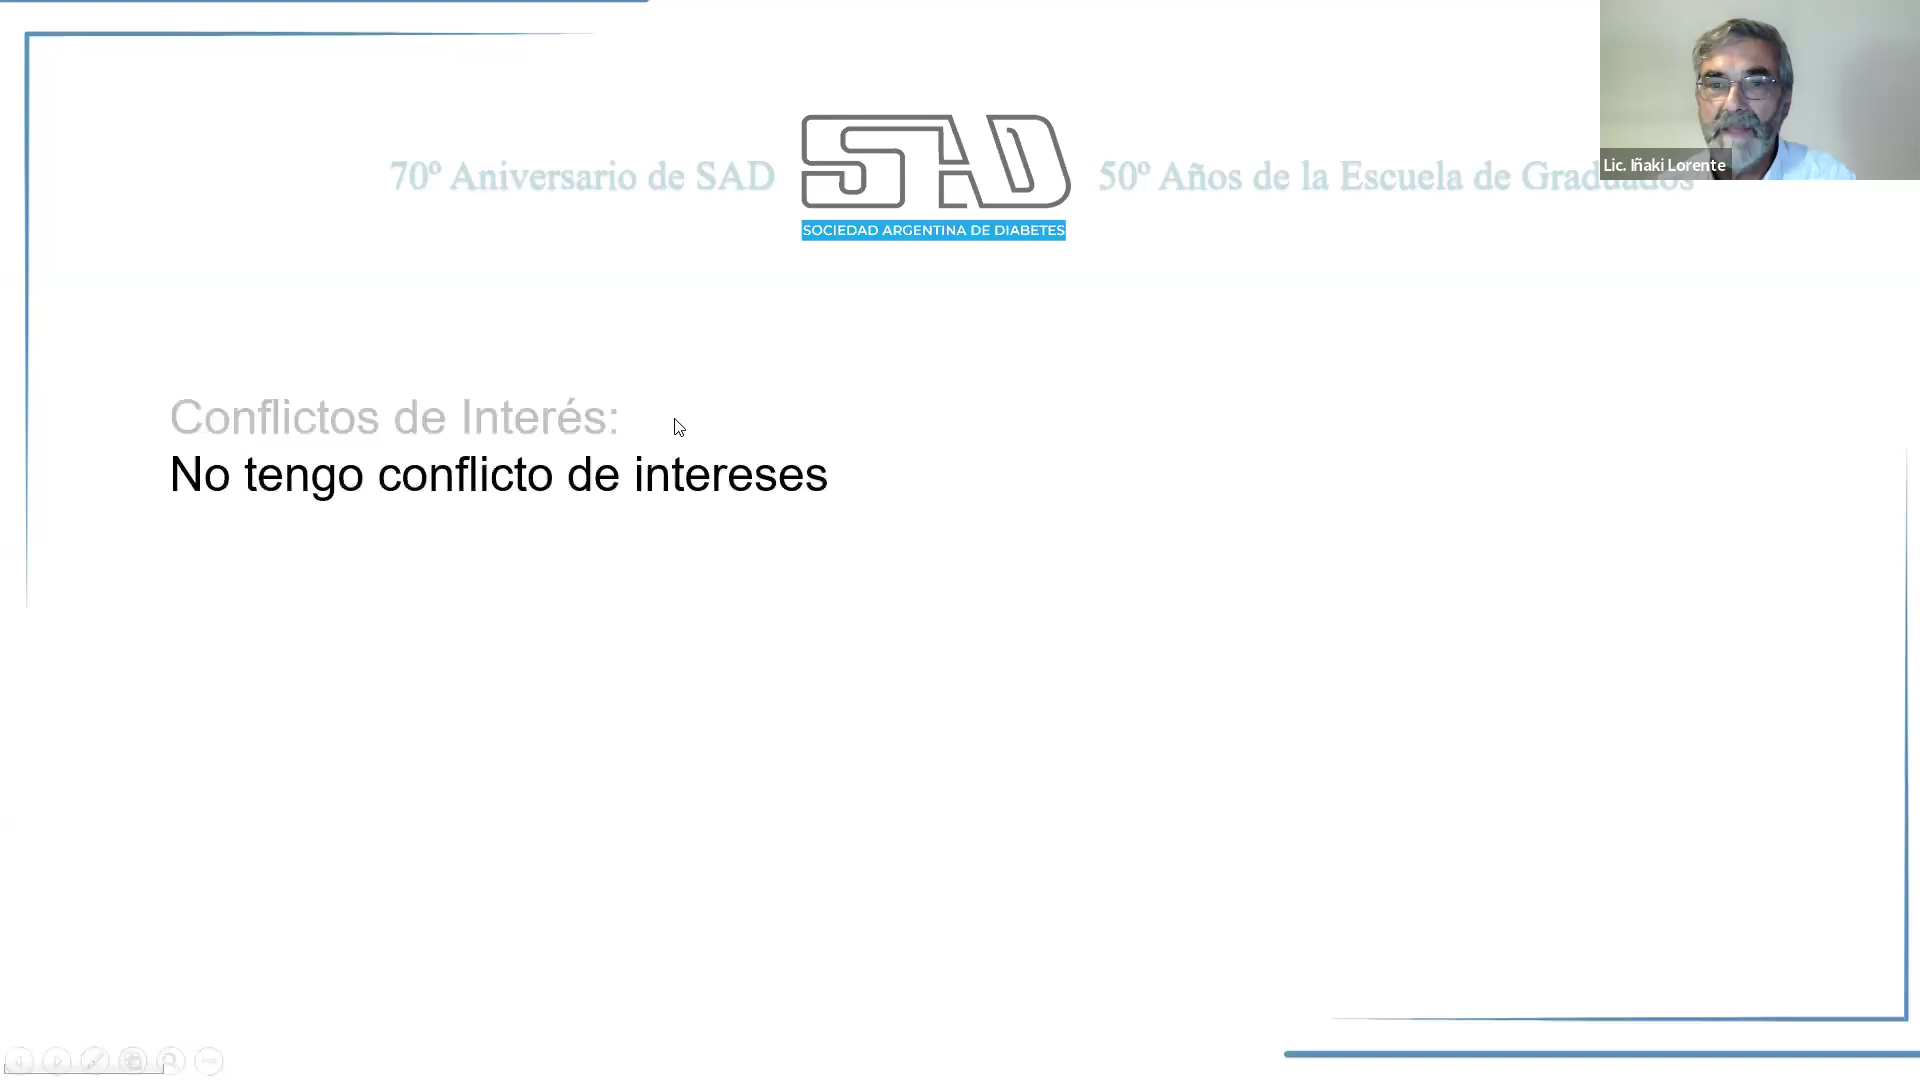 70º Aniversario de SAD
SAD
SOCIEDAD ARGENTINA DE DIABETES
50º Años de la Escuela de Graduados
Lic. Iñaki Lorente
Conflictos de Interés:
No tengo conflicto de intereses